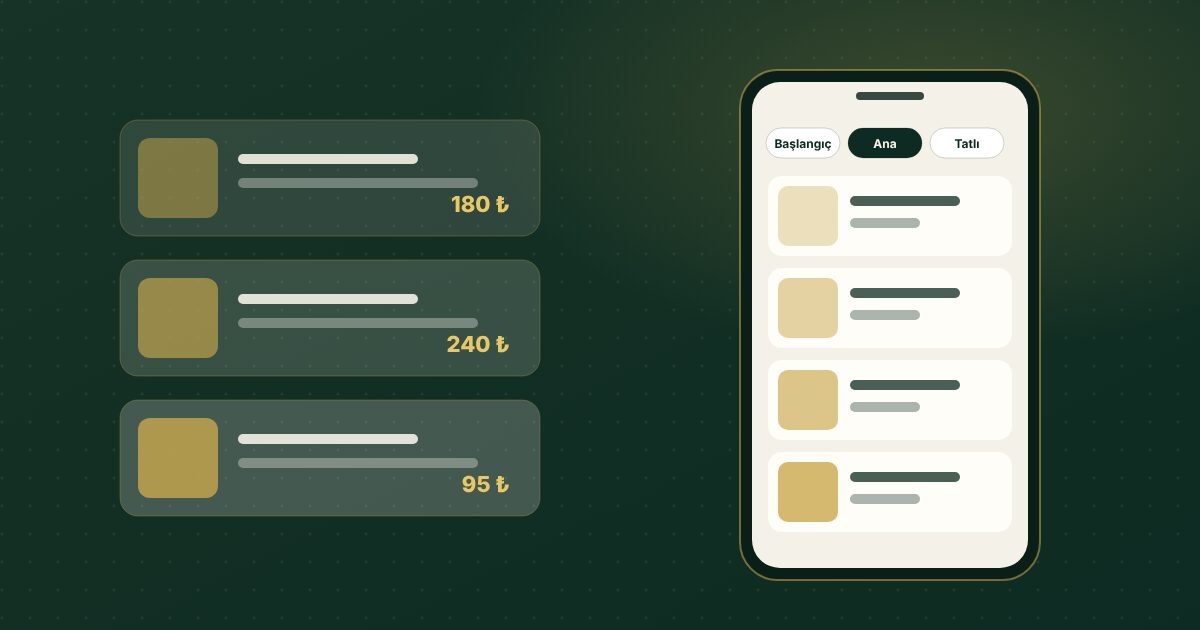 180 ₺
240 ₺
95 ₺
Başlangıç
Ana
Tatlı